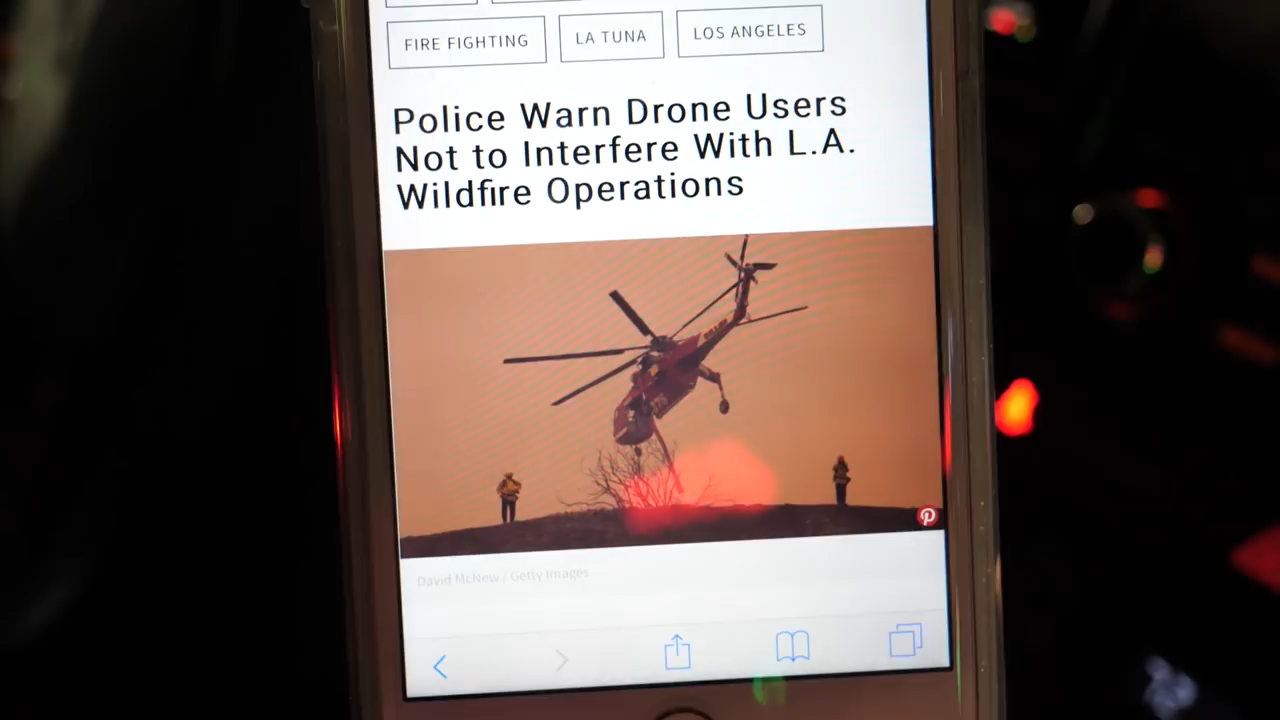 FIRE FIGHTING
LA TUNA
LOS ANGELES
Police Warn Drone Users
Not to Interfere With L.A.
Wildfire Operations
David McNew / Getty Images